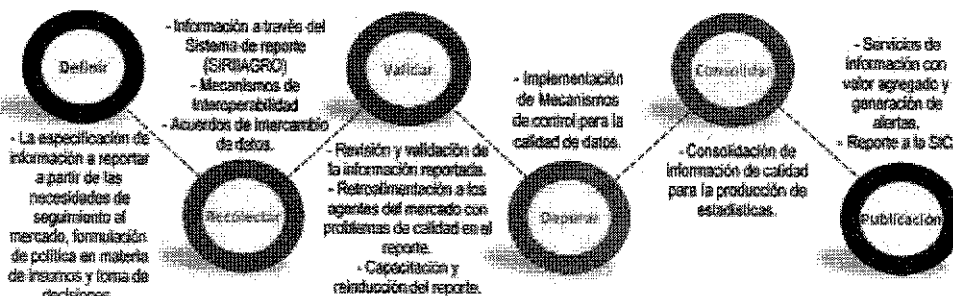 Definir
- La especificación de
información a reportar
a partir de las
necesidades de
seguimiento al
mercado, formulación
de política en materia
de insumos y toma de
decisiones.
- Información a través del
Sistema de reporte
(SIRIIAGRO)
- Mecanismos de
Interoperabilidad
- Acuerdos de intercambio
de datos.
Recolectar
Validar
- Revisión y validación de
la información reportada.
- Retroalimentación a los
agentes del mercado con
problemas de calidad en el
reporte.
- Capacitación y
reinducción del reporte.
- Implementación
de Mecanismos
de control para la
calidad de datos.
Depurar
Consolidar
- Consolidación de
información de calidad
para la producción de
estadísticas.
- Servicios de
información con
valor agregado y
generación de
alertas.
- Reporte a la SIC
Publicación